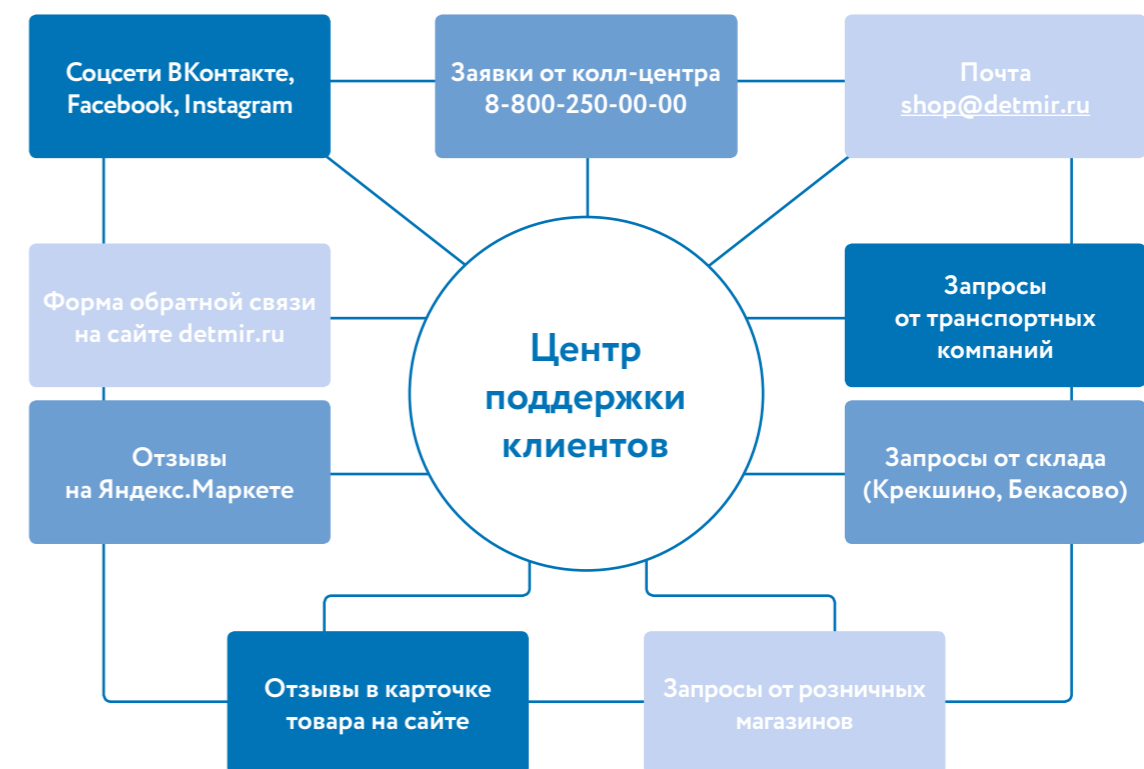 Соцсети ВКонтакте,
Facebook, Instagram
Заявки от колл-центра
8-800-250-00-00
Почта
shop@detmir.ru
Форма обратной связи
на сайте detmir.ru
Центр
поддержки
клиентов
Запросы
от транспортных
компаний
Отзывы
на Яндекс.Маркете
Запросы от склада
(Крекшино, Бекасово)
Отзывы в карточке
товара на сайте
Запросы от розничных
магазинов